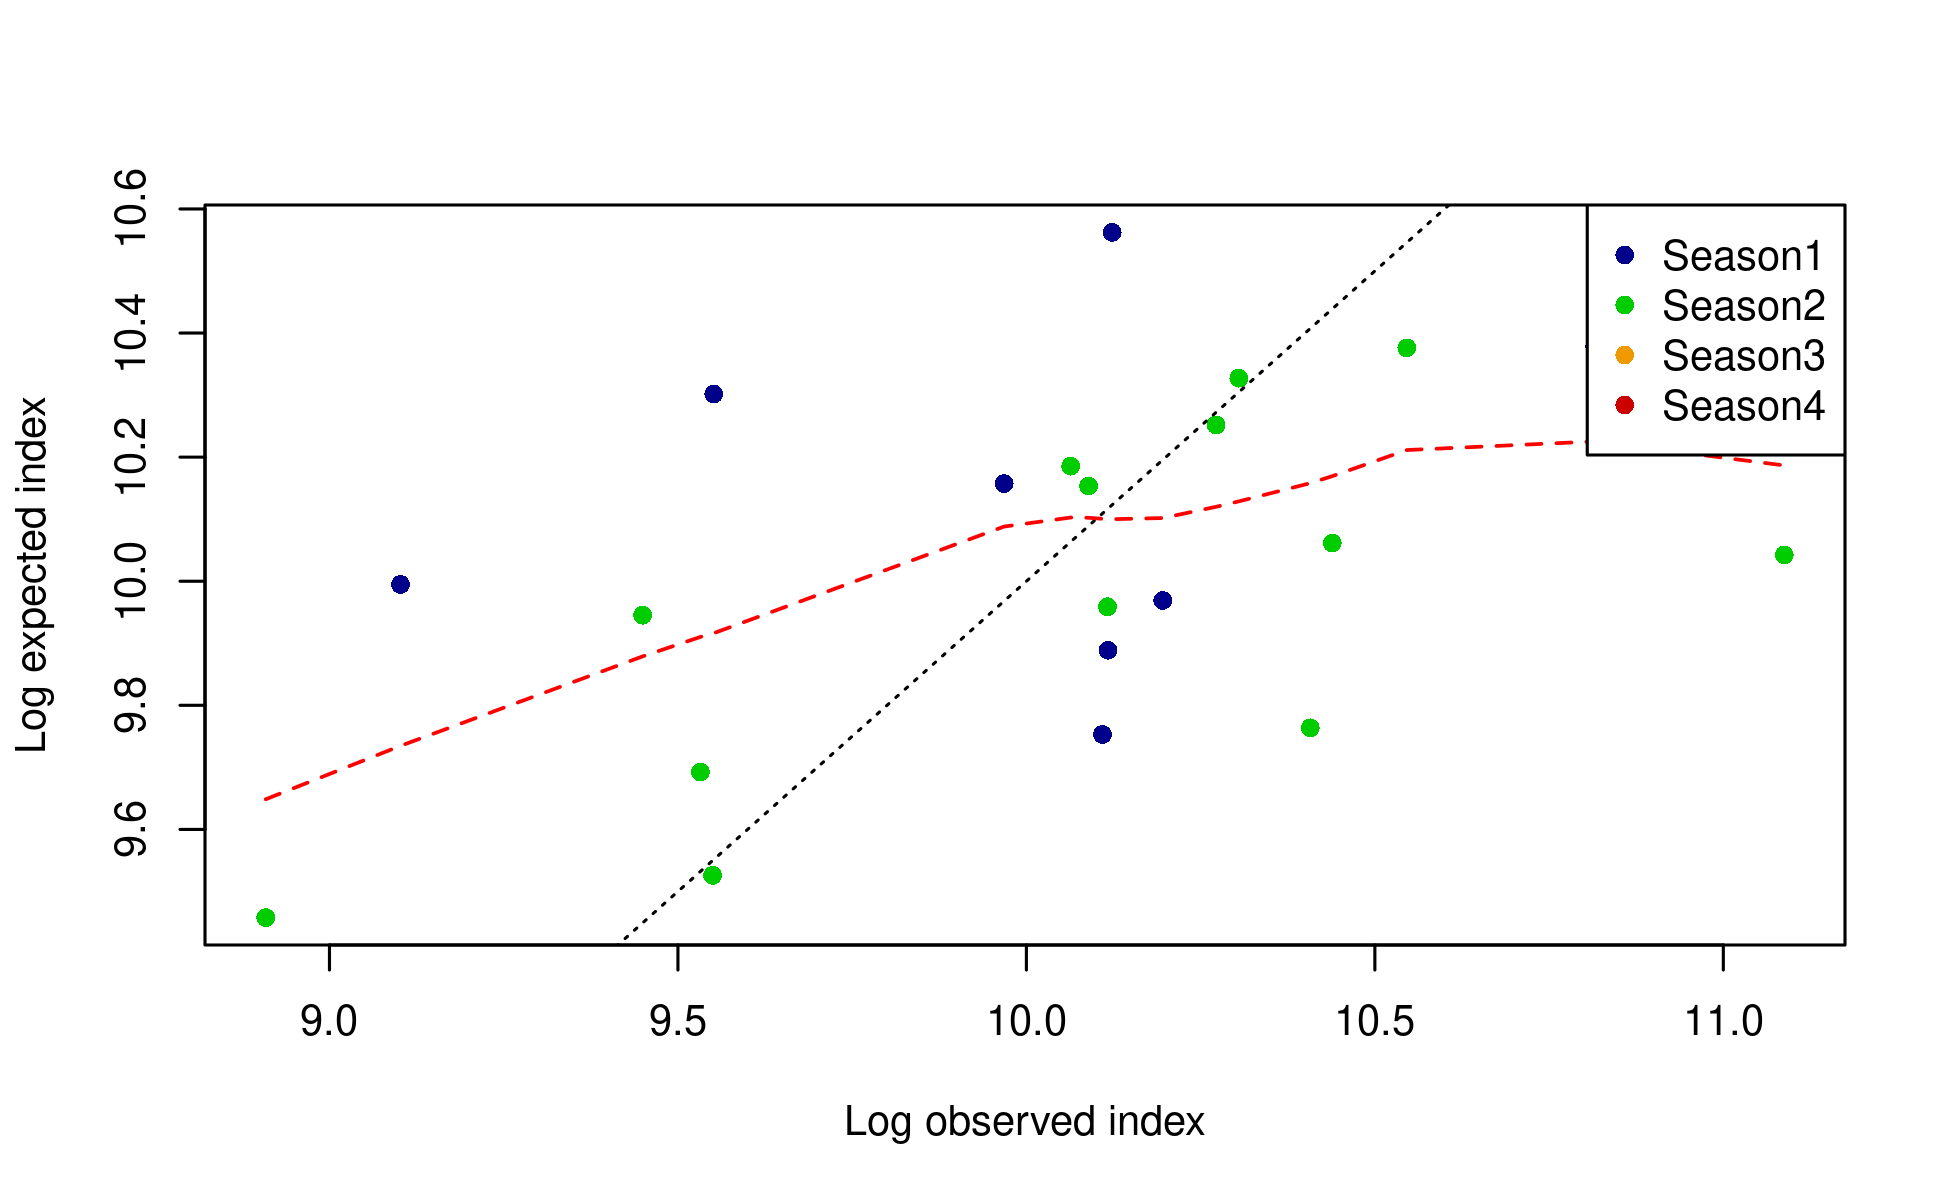 10.6
10.4
10.2
10.0
9.8
9.6
Log expected index
Season1
Season2
Season3
Season4
9.0 9.5 10.0 10.5 11.0
Log observed index